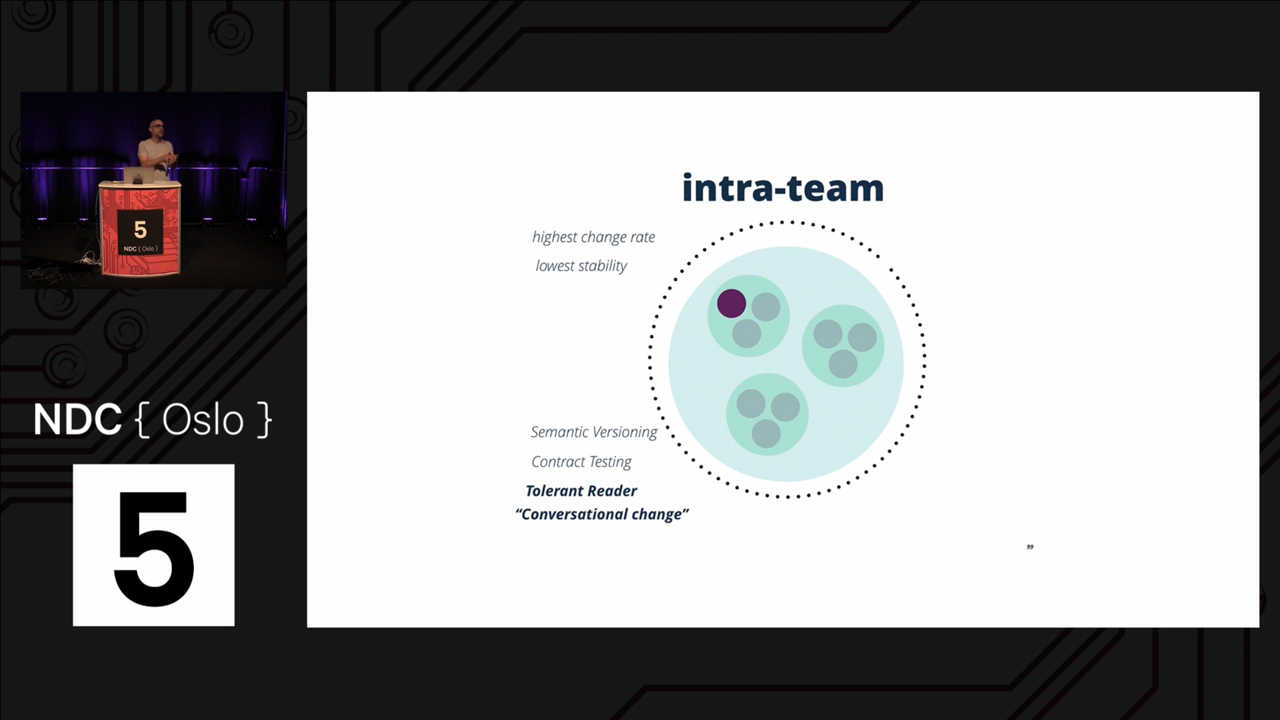 intra-team
highest change rate
lowest stability
Semantic Versioning
Contract Testing
Tolerant Reader
“Conversational change”
”
5
NDC { Oslo }
NDC { Oslo }
5